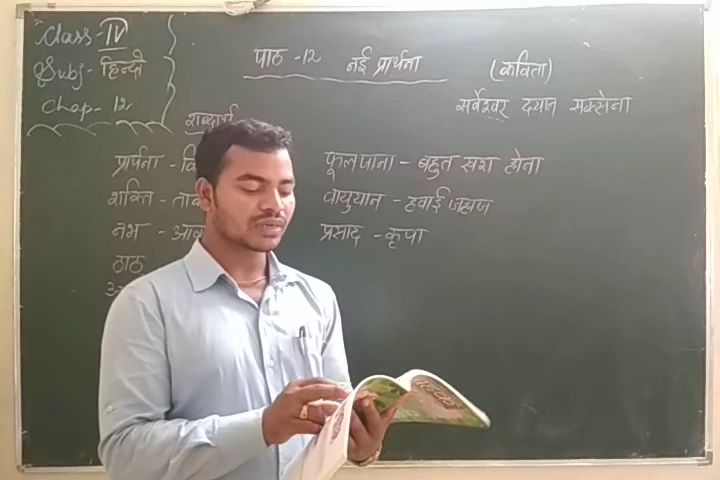 Class - IV
Subj - हिन्दी
Chap - 12
पाठ - 12 नई प्रार्थना (कविता)
सर्वेश्वर दयाल सक्सेना
शब्दार्थ
प्रार्थना -
शक्ति -
नभ -
ठाठ
फूल जाना - बहुत खुश होना
वायुयान - हवाई जहाज
प्रसाद - कृपा